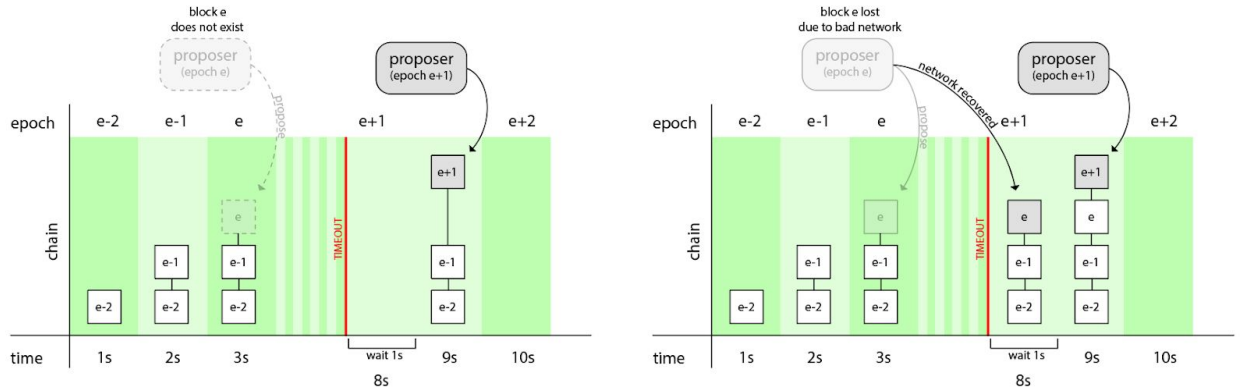 block e
does not exist
proposer
(epoch e)
proposer
(epoch e+1)
propose
epoch e-2 e-1 e e+1 e+2
e+1
e
e-1 e-1 e-1
e-2 e-2 e-2 e-2
TIMEOUT
chain
time 1s 2s 3s wait 1s 9s 10s
8s
block e lost
due to bad network
proposer
(epoch e)
proposer
(epoch e+1)
network recovered
propose
epoch e-2 e-1 e e+1 e+2
e+1
e e e
e-1 e-1 e-1 e-1
e-2 e-2 e-2 e-2 e-2
TIMEOUT
chain
time 1s 2s 3s wait 1s 9s 10s
8s